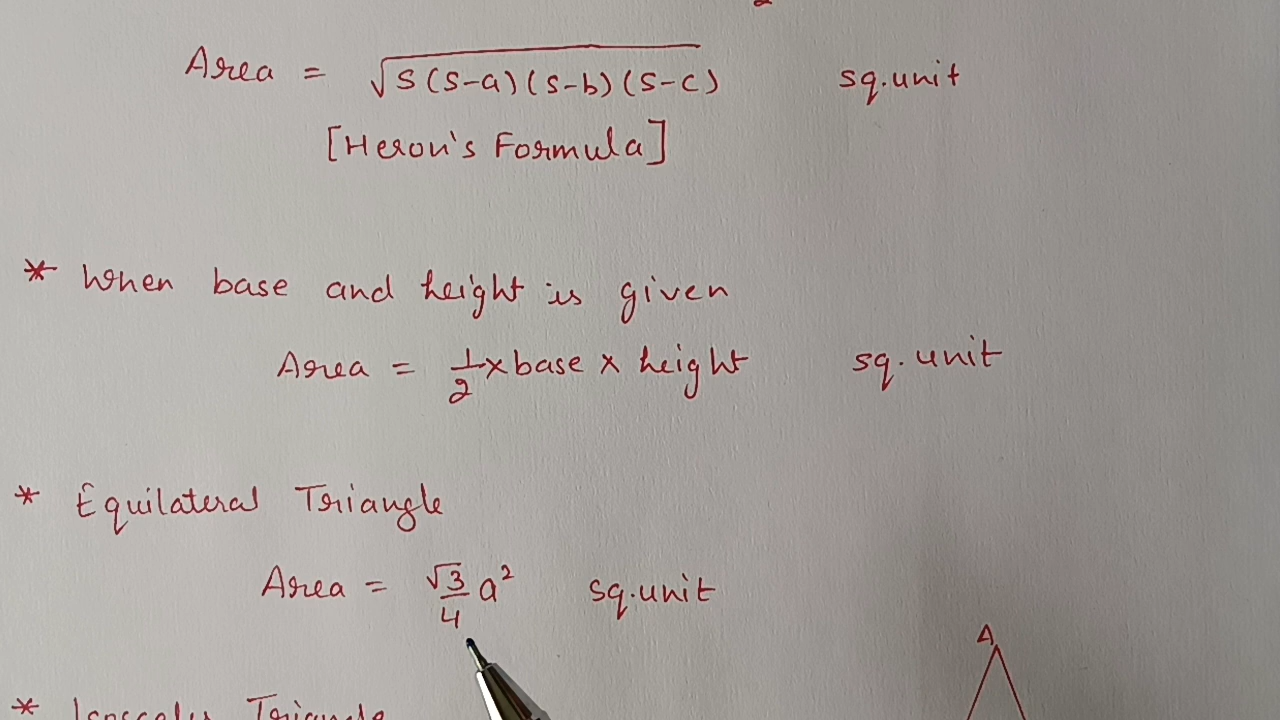 Area = √S(S-a)(S-b)(S-c) sq.unit
[Heron's Formula]
* When base and height is given
Area = 1/2 × base × height sq.unit
* Equilateral Triangle
Area = √3/4 a² sq.unit
A
* Triangle